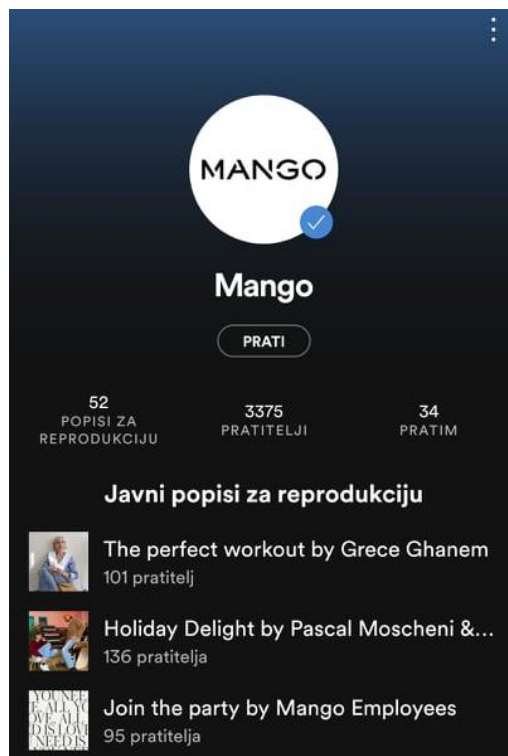 MANGO
Mango
PRATI
52
POPISI ZA
REPRODUKCIJU
3375
PRATITELJI
34
PRATIM
Javni popisi za reprodukciju
The perfect workout by Grece Ghanem
101 pratitelj
Holiday Delight by Pascal Moscheni &...
136 pratitelja
Join the party by Mango Employees
95 pratitelja